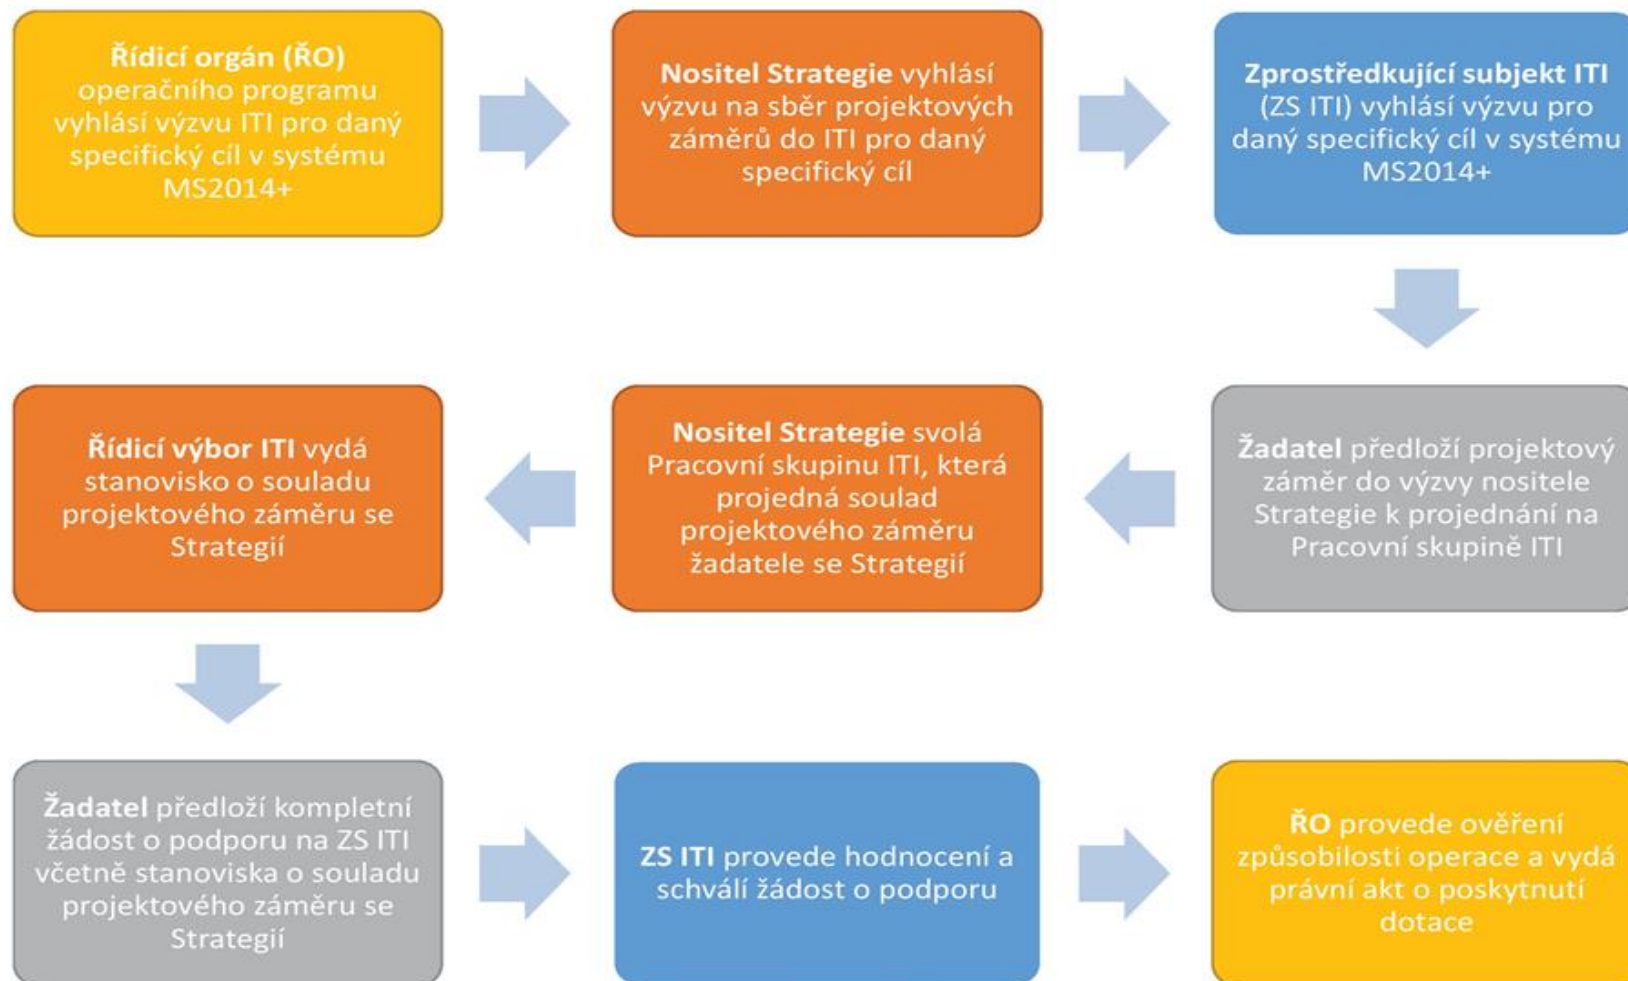 Řídicí orgán (ŘO)
operačního programu
vyhlásí výzvu ITI pro daný
specifický cíl v systému
MS2014+
Nositel Strategie vyhlásí
výzvu na sběr projektových
záměrů do ITI pro daný
specifický cíl
Zprostředkující subjekt ITI
(ZS ITI) vyhlásí výzvu pro
daný specifický cíl v systému
MS2014+
Žadatel předloží projektový
záměr do výzvy nositele
Strategie k projednání na
Pracovní skupině ITI
Nositel Strategie svolá
Pracovní skupinu ITI, která
projedná soulad
projektového záměru
žadatele se Strategií
Řídicí výbor ITI vydá
stanovisko o souladu
projektového záměru se
Strategií
Žadatel předloží kompletní
žádost o podporu na ZS ITI
včetně stanoviska o souladu
projektového záměru se
Strategií
ZS ITI provede hodnocení a
schválí žádost o podporu
ŘO provede ověření
způsobilosti operace a vydá
právní akt o poskytnutí
dotace